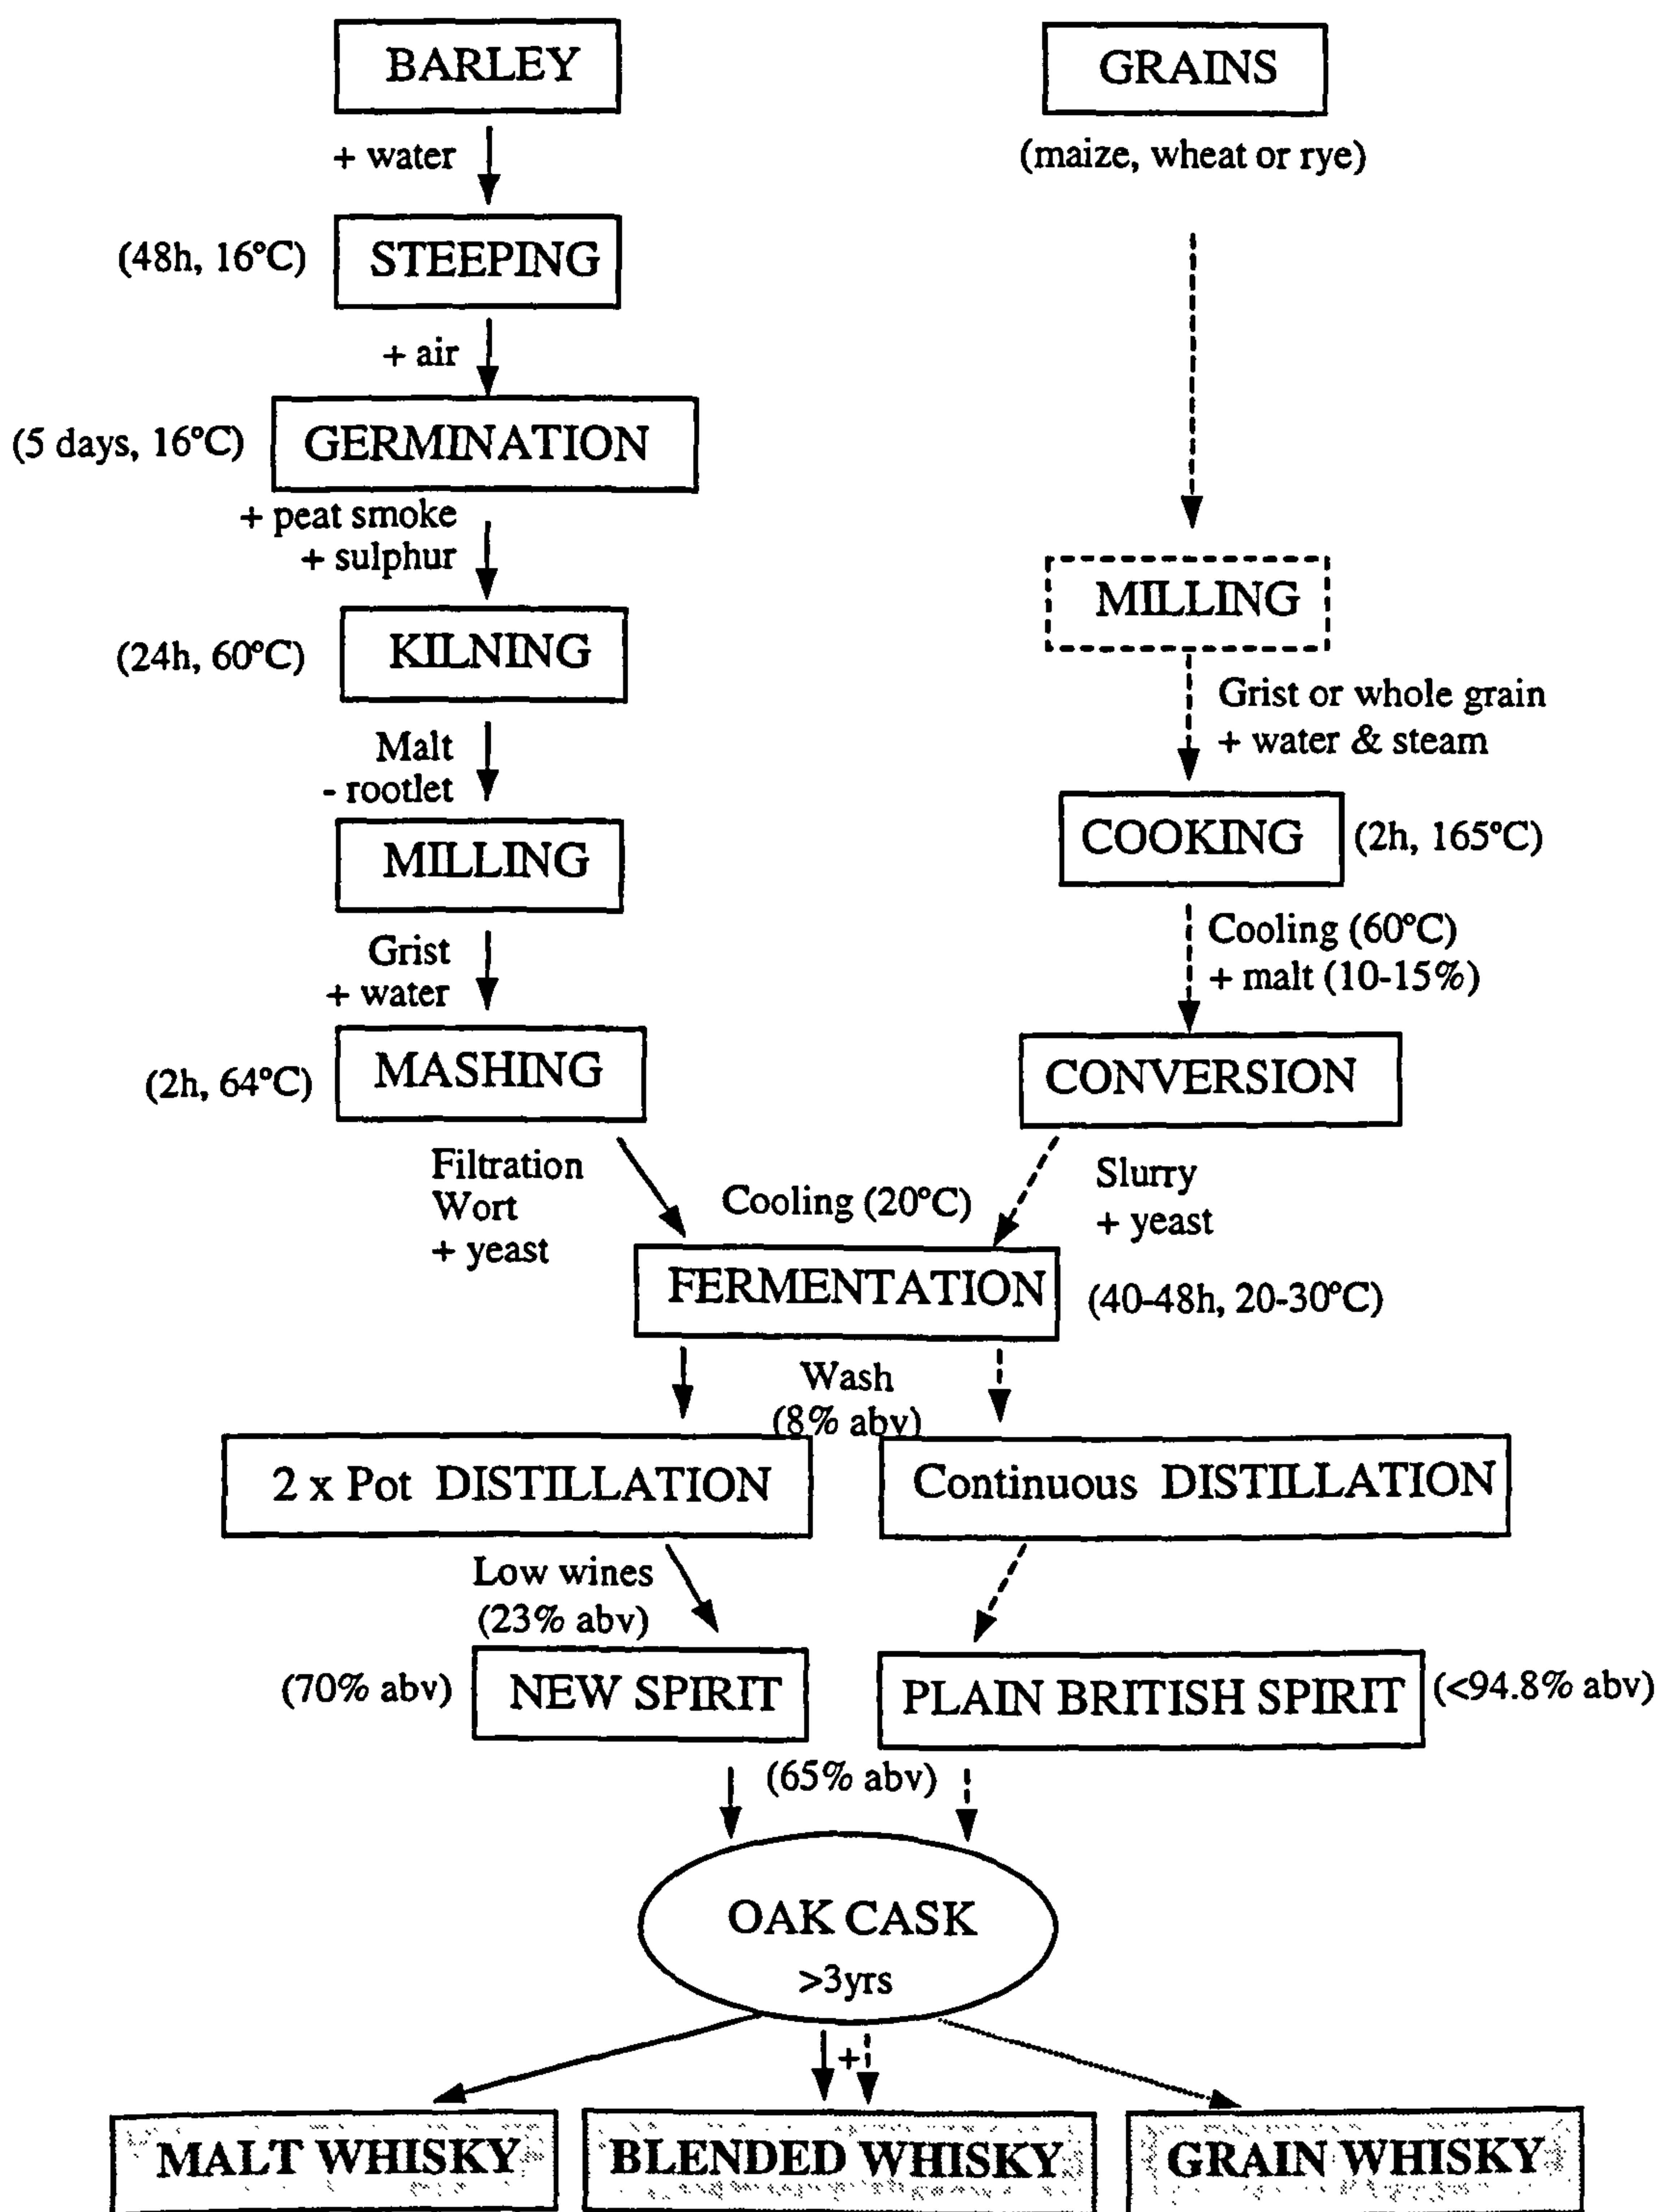 BARLEY
GRAINS
+ water
(maize, wheat or rye)
(48h, 16°C)
STEEPING
+ air
(5 days, 16°C)
GERMINATION
+ peat smoke
+ sulphur
MILLING
(24h, 60°C)
KILNING
Grist or whole grain
+ water & steam
Malt
- rootlet
COOKING
(2h, 165°C)
MILLING
Cooling (60°C)
+ malt (10-15%)
Grist
+ water
(2h, 64°C)
MASHING
CONVERSION
Filtration
Wort
+ yeast
Cooling (20°C)
Slurry
+ yeast
FERMENTATION
(40-48h, 20-30°C)
Wash
(8% abv)
2 x Pot DISTILLATION
Continuous DISTILLATION
Low wines
(23% abv)
(70% abv)
NEW SPIRIT
PLAIN BRITISH SPIRIT
(<94.8% abv)
(65% abv)
OAK CASK
>3yrs
+
MALT WHISKY
BLENDED WHISKY
GRAIN WHISKY